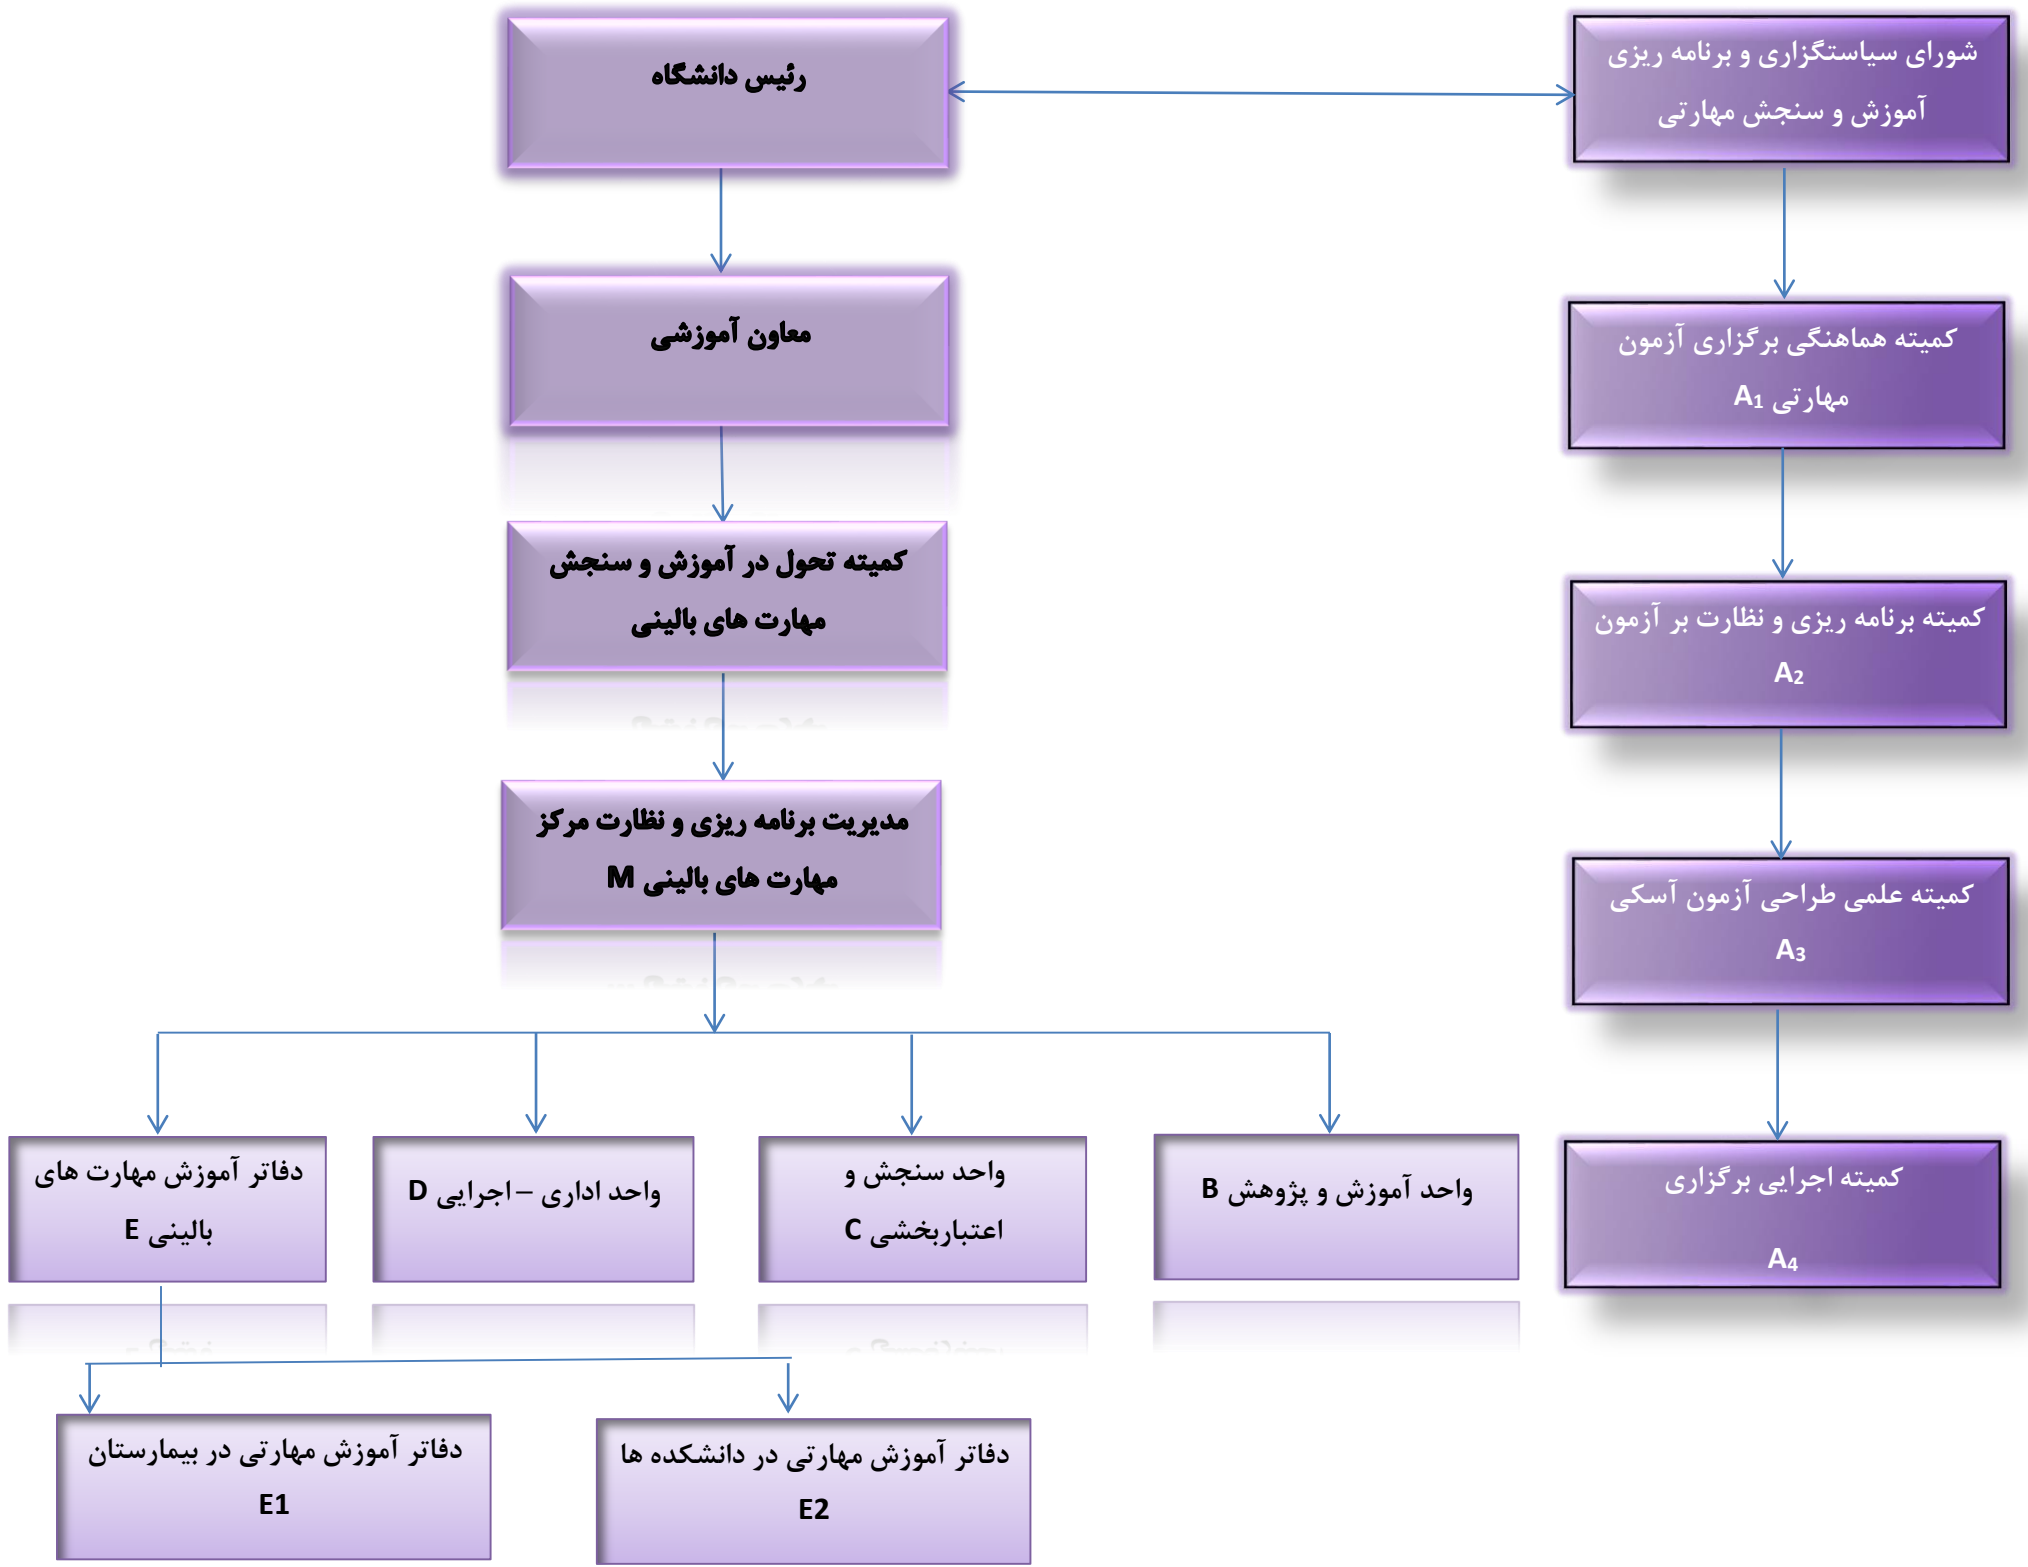 شورای سیاستگزاری و برنامه ریزی
آموزش و سنجش مهارتی
رئیس دانشگاه
معاون آموزشی
کمیته هماهنگی برگزاری آزمون
مهارتی A1
کمیته تحول در آموزش و سنجش
مهارت های بالینی
کمیته برنامه ریزی و نظارت بر آزمون
A2
مدیریت برنامه ریزی و نظارت مرکز
مهارت های بالینی M
کمیته علمی طراحی آزمون آسکی
A3
کمیته اجرایی برگزاری
A4
واحد آموزش و پژوهش B
واحد سنجش و
اعتباربخشی C
واحد اداری – اجرایی D
دفاتر آموزش مهارت های
بالینی E
دفاتر آموزش مهارتی در دانشکده ها
E2
دفاتر آموزش مهارتی در بیمارستان
E1